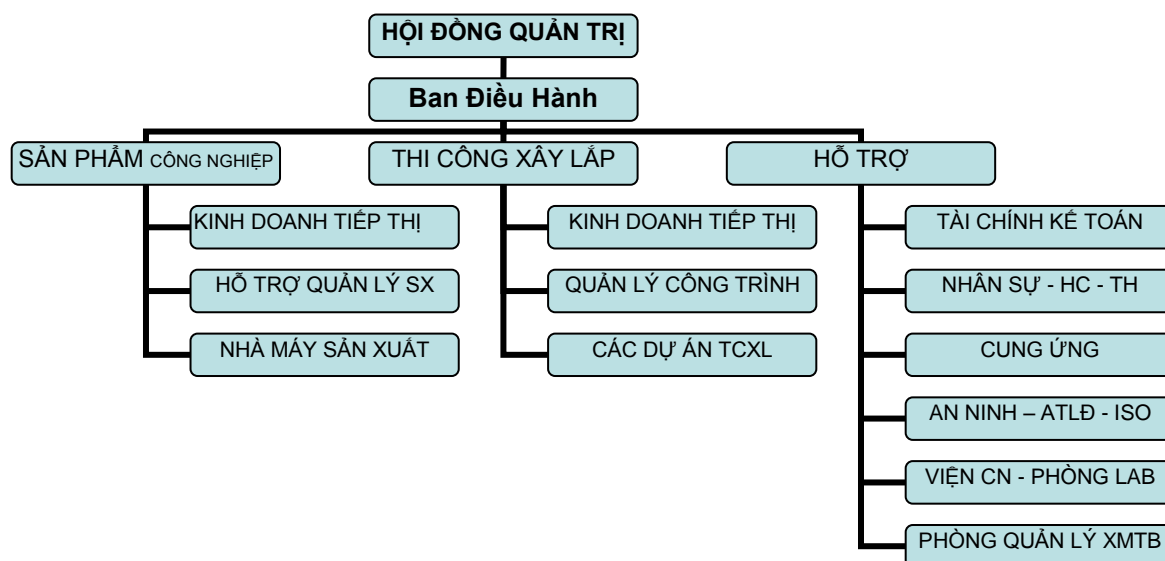 HỘI ĐỒNG QUẢN TRỊ
Ban Điều Hành
SẢN PHẨM CÔNG NGHIỆP
THI CÔNG XÂY LẮP
HỖ TRỢ
KINH DOANH TIẾP THỊ
KINH DOANH TIẾP THỊ
TÀI CHÍNH KẾ TOÁN
HỖ TRỢ QUẢN LÝ SX
QUẢN LÝ CÔNG TRÌNH
NHÂN SỰ - HC - TH
NHÀ MÁY SẢN XUẤT
CÁC DỰ ÁN TCXL
CUNG ỨNG
AN NINH – ATLĐ - ISO
VIỆN CN - PHÒNG LAB
PHÒNG QUẢN LÝ XMTB